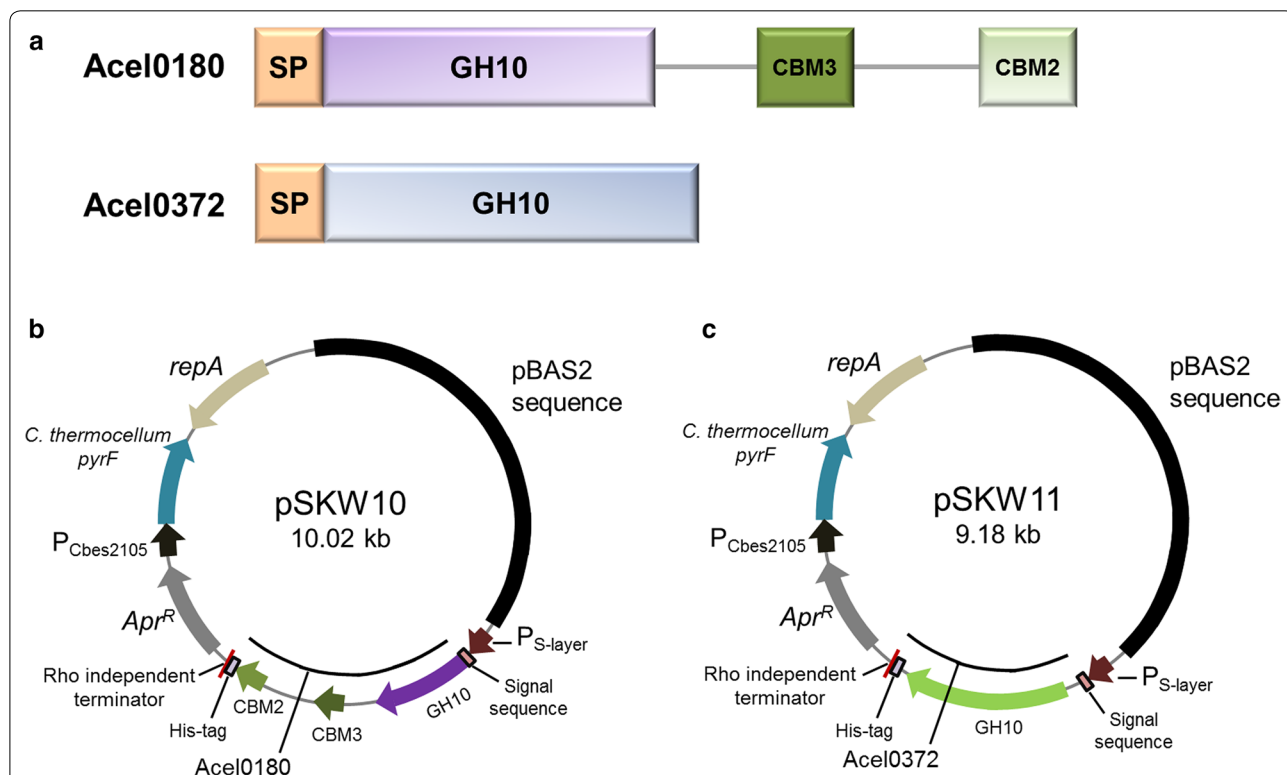 a
Acel0180
SP
GH10
CBM3
CBM2
Acel0372
SP
GH10
b
repA
pBAS2
sequence
C. thermocellum
pyrF
pSKW10
10.02 kb
PCbes2105
AprR
PS-layer
Rho independent
terminator
Signal
sequence
GH10
CBM2
His-tag
CBM3
Acel0180
c
repA
pBAS2
sequence
C. thermocellum
pyrF
pSKW11
9.18 kb
PCbes2105
AprR
PS-layer
Rho independent
terminator
Signal
sequence
His-tag
GH10
Acel0372